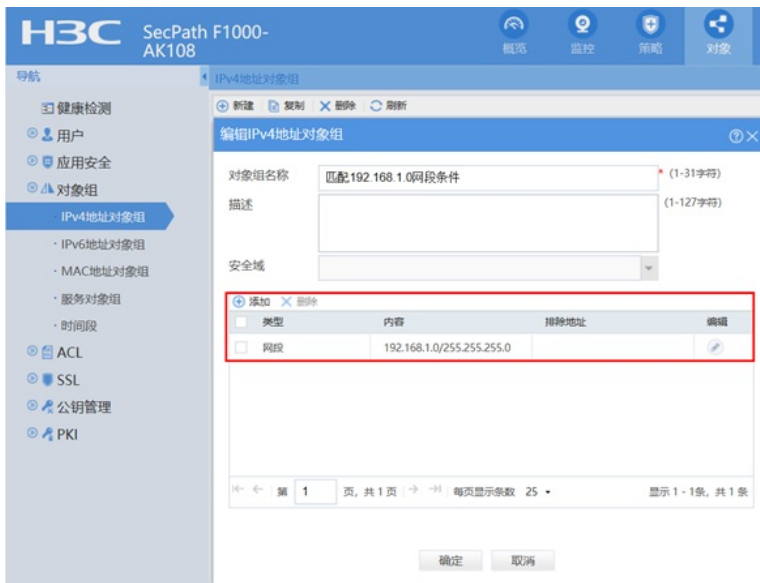 H3C SecPath F1000-AK108
概览 监控 策略 对象
导航
IPv4地址对象组
健康检测
用户
应用安全
对象组
IPv4地址对象组
IPv6地址对象组
MAC地址对象组
服务对象组
时间段
ACL
SSL
公钥管理
PKI
新建 复制 删除 刷新
编辑IPv4地址对象组
对象组名称 匹配192.168.1.0网段条件 * (1-31字符)
描述 (1-127字符)
安全域
添加 删除
类型 内容 排除地址 编辑
网段 192.168.1.0/255.255.255.0
第 1 页, 共 1 页 每页显示条数 25 显示 1 - 1条, 共 1 条
确定 取消